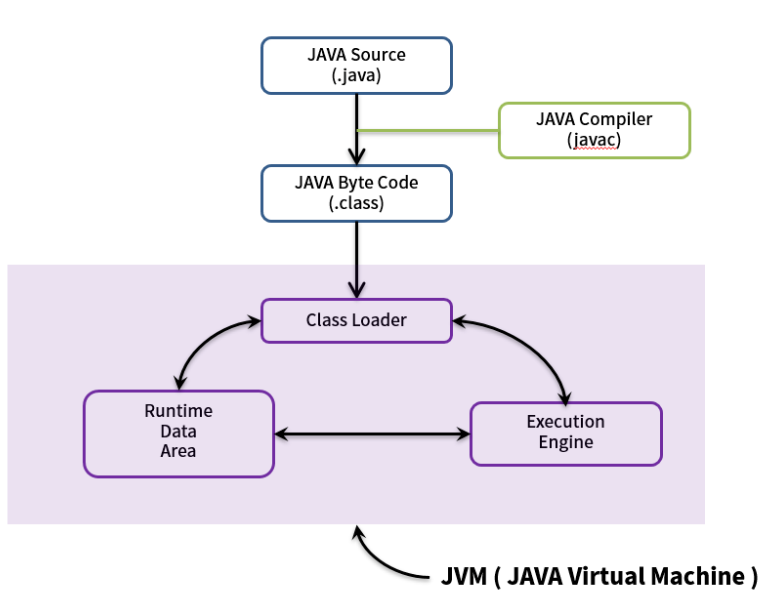 JAVA Source
(.java)
JAVA Compiler
(javac)
JAVA Byte Code
(.class)
Class Loader
Runtime
Data
Area
Execution
Engine
JVM ( JAVA Virtual Machine )